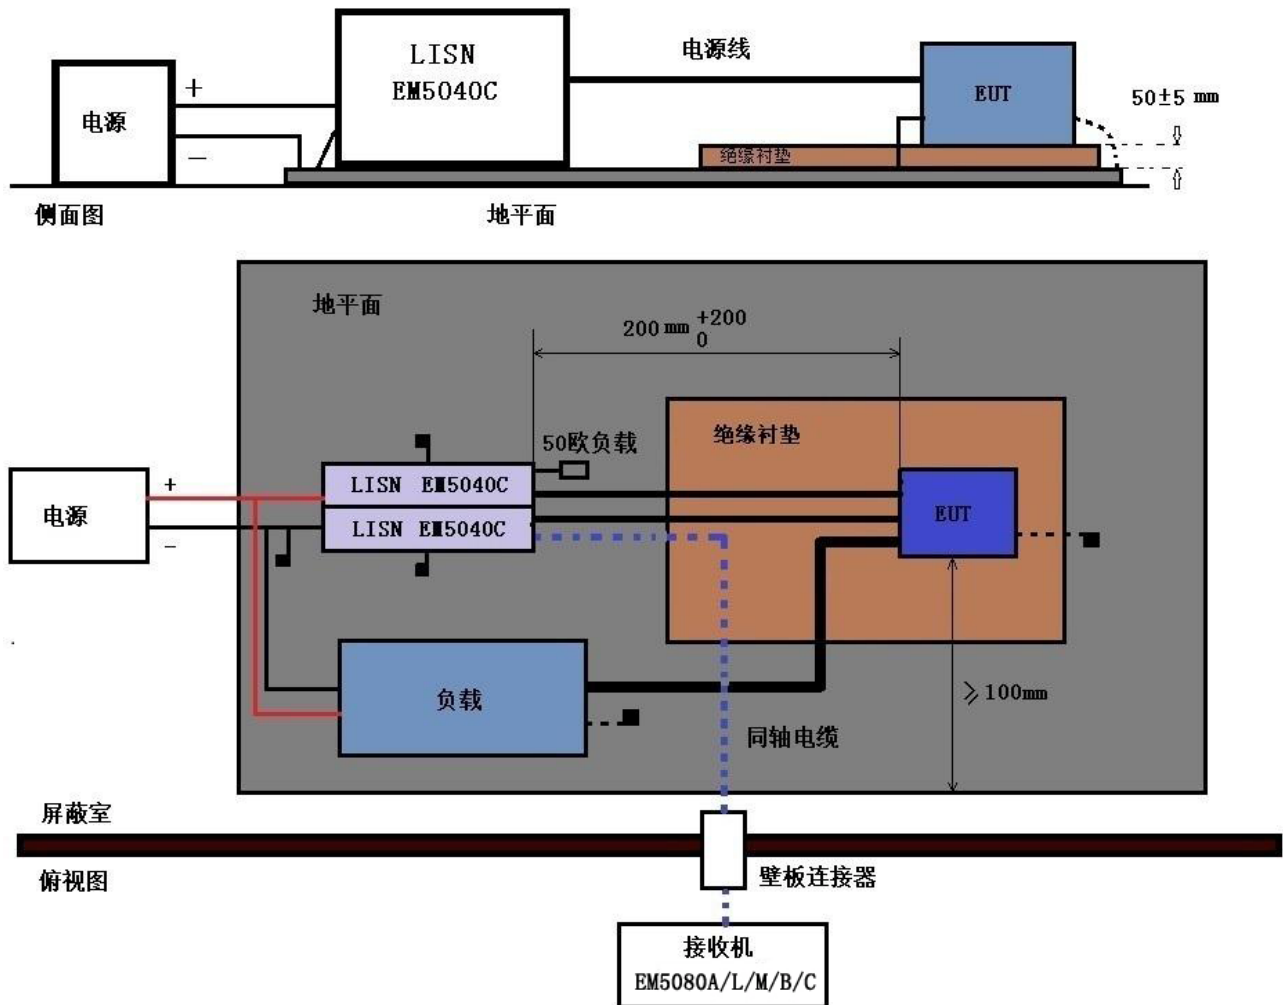 LISN
EM5040C
电源
+
—
电源线
EUT
50±5 mm
绝缘衬垫
侧面图
地平面
地平面
200mm +200
0
50欧负载
绝缘衬垫
电源
+
—
LISN EM5040C
LISN EM5040C
EUT
负载
≥100mm
同轴电缆
屏蔽室
俯视图
壁板连接器
接收机
EM5080A/L/M/B/C